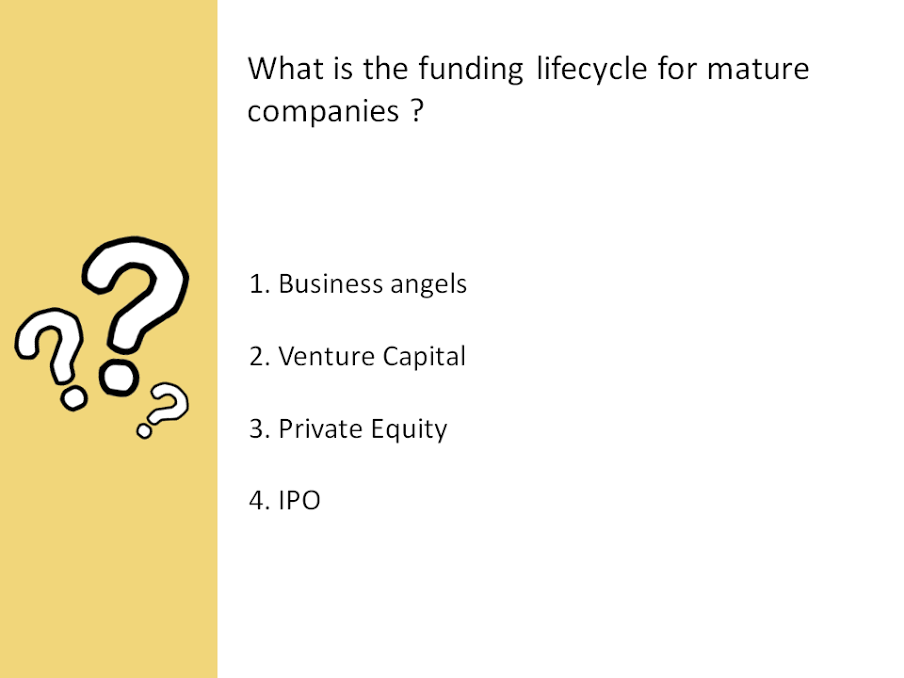 What is the funding lifecycle for mature
companies ?
1. Business angels
2. Venture Capital
3. Private Equity
4. IPO